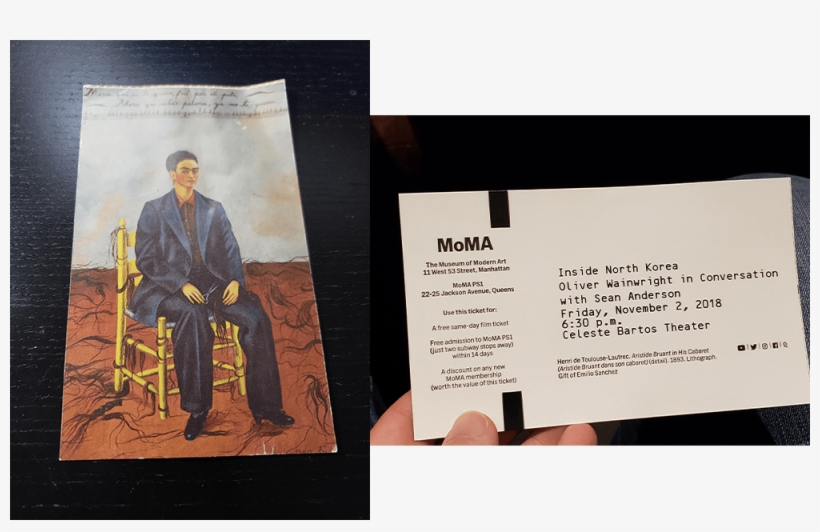 MoMA
The Museum of Modern Art
11 West 53 Street, Manhattan
MoMA PS1
22-25 Jackson Avenue, Queens
Use this ticket for:
A free same-day film ticket
Free admission to MoMA PS1
(just two subway stops away)
within 14 days
A discount on any new
MoMA membership
(worth the value of this ticket)
Inside North Korea
Oliver Wainwright in Conversation
with Sean Anderson
Friday, November 2, 2018
6:30 p.m.
Celeste Bartos Theater
Henri de Toulouse-Lautrec. Aristide Bruant in His Cabaret
(Aristide Bruant dans son cabaret) (detail). 1893. Lithograph.
Gift of Emilio Sanchez